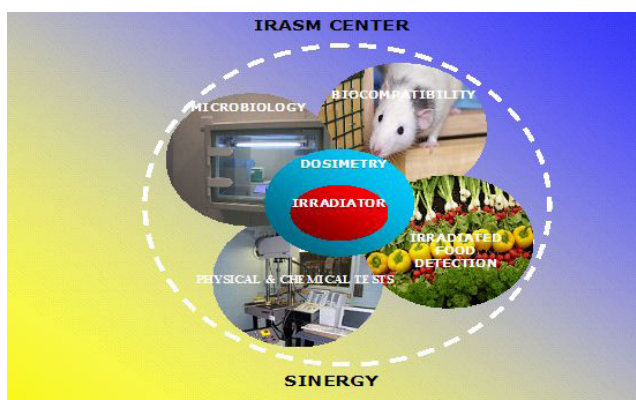 IRASM CENTER
BIOCOMPATIBILITY
MICROBIOLOGY
DOSIMETRY
IRRADIATOR
IRRADIATED
FOOD
DETECTION
PHYSICAL & CHEMICAL TESTS
SINERGY